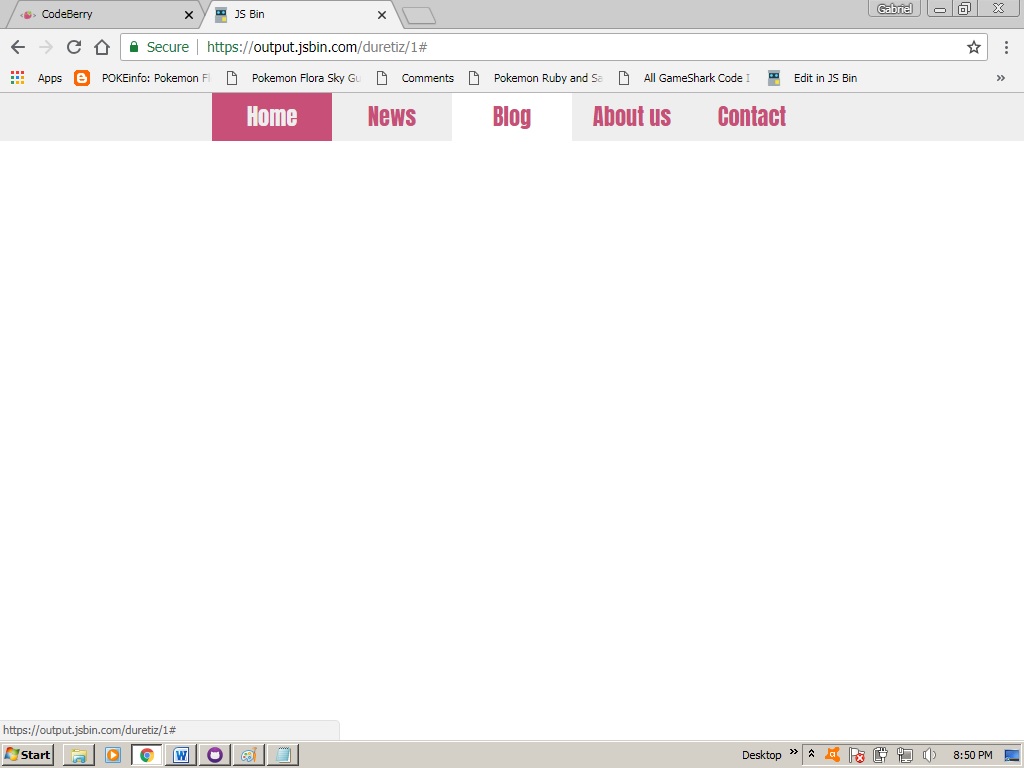 CodeBerry
JS Bin
Gabriel
Secure
https://output.jsbin.com/duretiz/1#
Apps
POKEinfo: Pokemon Fl
Pokemon Flora Sky Gu
Comments
Pokemon Ruby and Sa
All GameShark Code
Edit in JS Bin
»
Home
News
Blog
About us
Contact
https://output.jsbin.com/duretiz/1#
Start
Desktop
8:50 PM